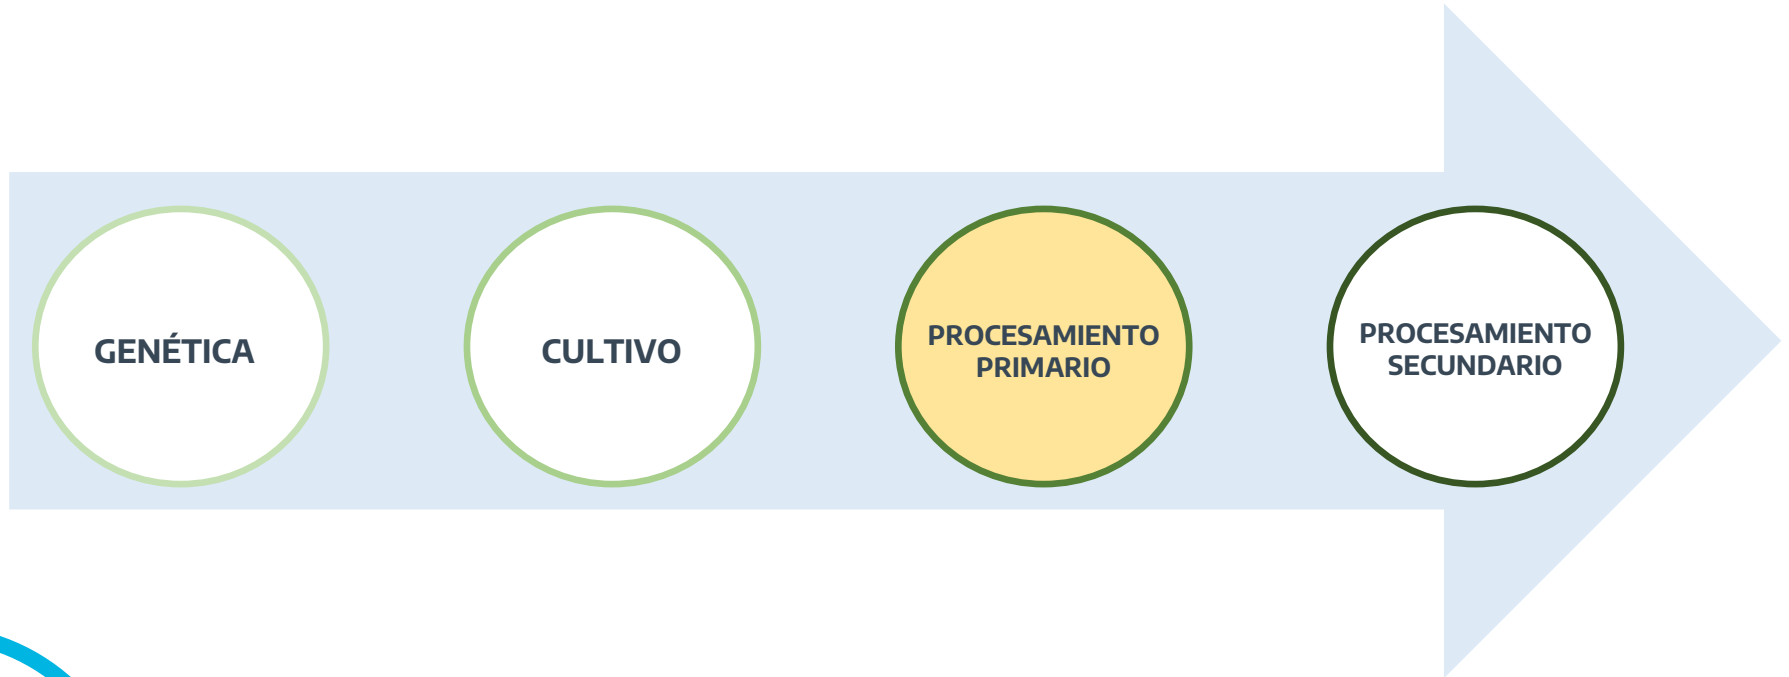 GENÉTICA
CULTIVO
PROCESAMIENTO
PRIMARIO
PROCESAMIENTO
SECUNDARIO